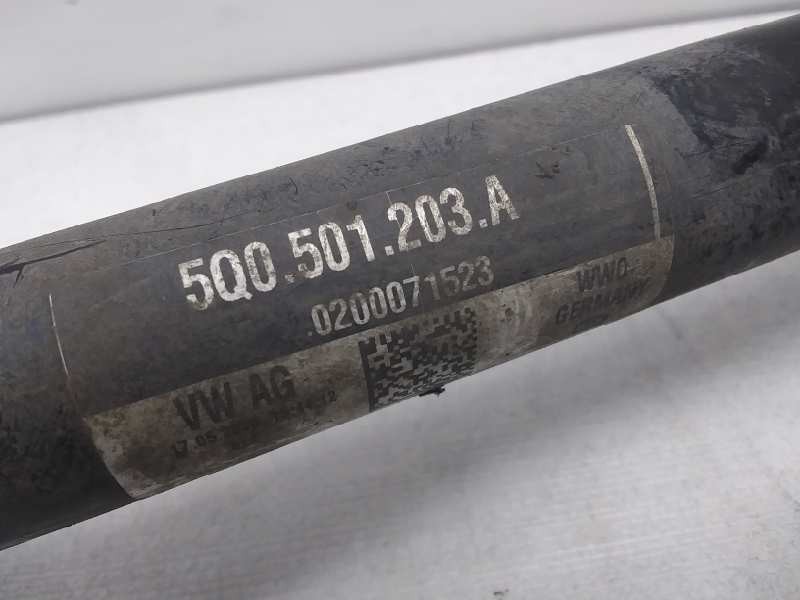 5Q0.501.203.A
.0200071523
VW AG
WWO
GERMANY